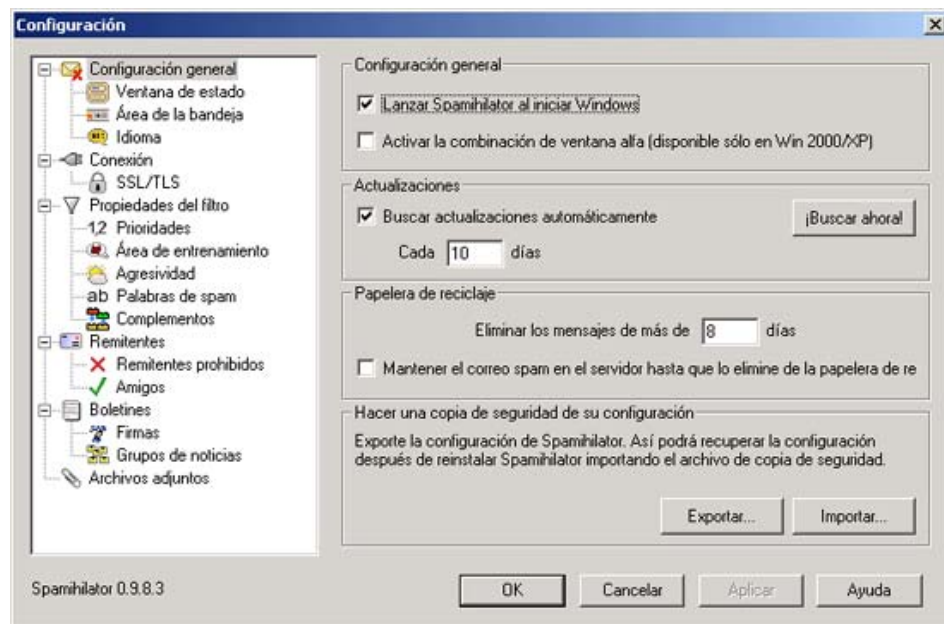 Configuración
Configuración general
Ventana de estado
Área de la bandeja
Idioma
Conexión
SSL/TLS
Propiedades del filtro
1,2 Prioridades
Área de entrenamiento
Agresividad
ab Palabras de spam
Complementos
Remitentes
Remitentes prohibidos
Amigos
Boletines
Firmas
Grupos de noticias
Archivos adjuntos
Configuración general
Lanzar Spamihilator al iniciar Windows
Activar la combinación de ventana alfa (disponible sólo en Win 2000/XP)
Actualizaciones
Buscar actualizaciones automáticamente
¡Buscar ahora!
Cada 10 días
Papelera de reciclaje
Eliminar los mensajes de más de 8 días
Mantener el correo spam en el servidor hasta que lo elimine de la papelera de re
Hacer una copia de seguridad de su configuración
Exporte la configuración de Spamihilator. Así podrá recuperar la configuración
después de reinstalar Spamihilator importando el archivo de copia de seguridad.
Exportar... Importar...
Spamihilator 0.9.8.3
OK Cancelar Aplicar Ayuda